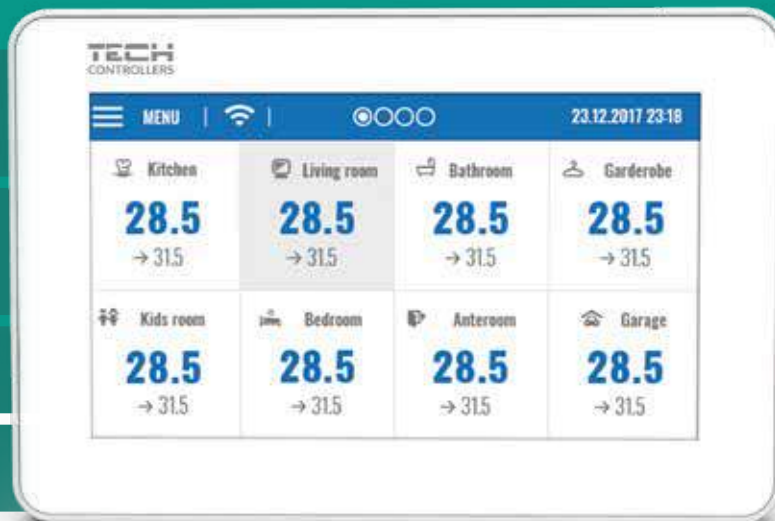 TECH
CONTROLLERS
MENU | | 23.12.2017 23:18
Kitchen Living room Bathroom Garderobe
28.5 28.5 28.5 28.5
→ 31.5 → 31.5 → 31.5 → 31.5
Kids room Bedroom Anteroom Garage
28.5 28.5 28.5 28.5
→ 31.5 → 31.5 → 31.5 → 31.5